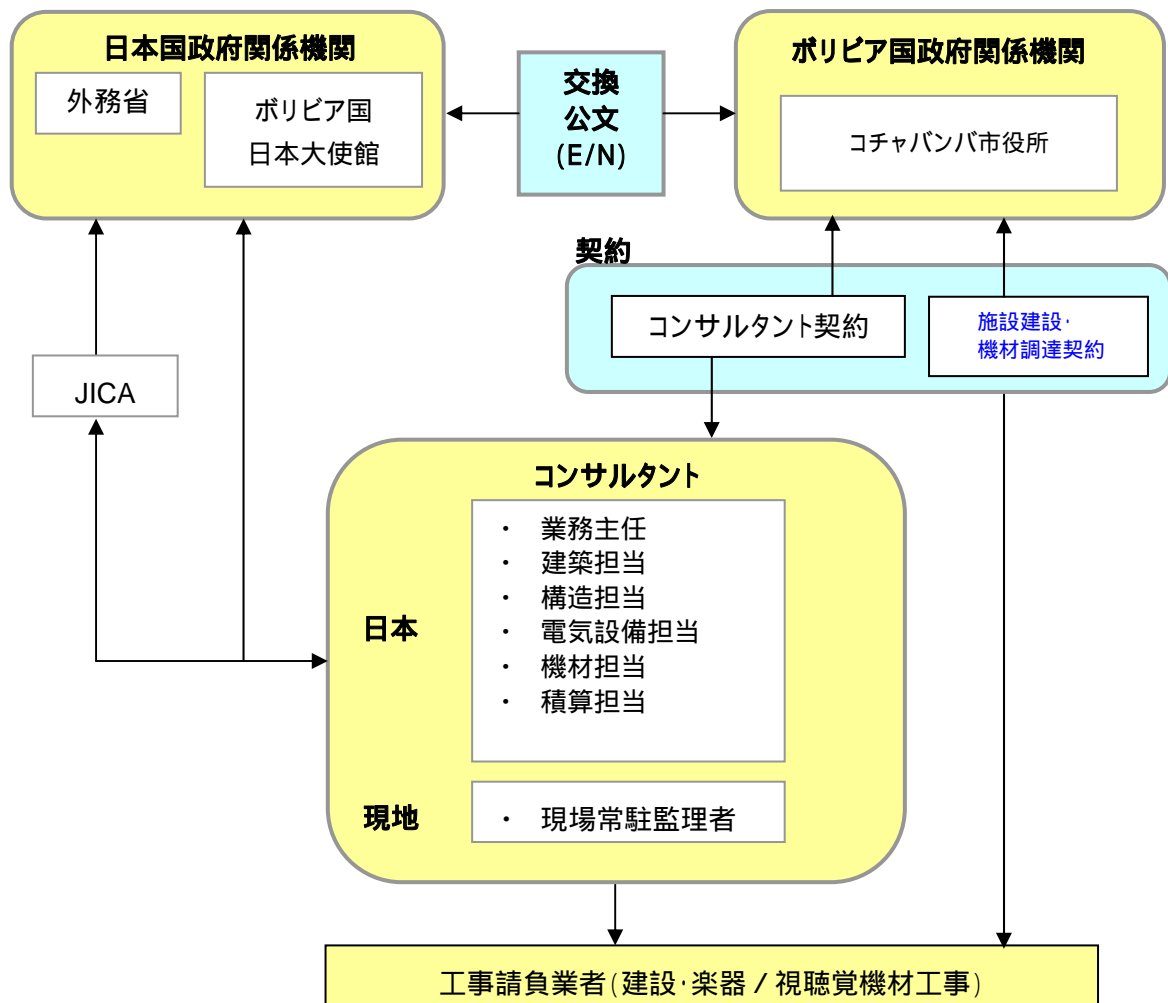 日本国政府関係機関
外務省
ボリビア国
日本大使館
交換
公文
(E/N)
ボリビア国政府関係機関
コチャバンバ市役所
契約
コンサルタント契約
施設建設・
機材調達契約
JICA
コンサルタント
日本
・ 業務主任
・ 建築担当
・ 構造担当
・ 電気設備担当
・ 機材担当
・ 積算担当
現地
・ 現場常駐監理者
工事請負業者(建設・楽器/視聴覚機材工事)